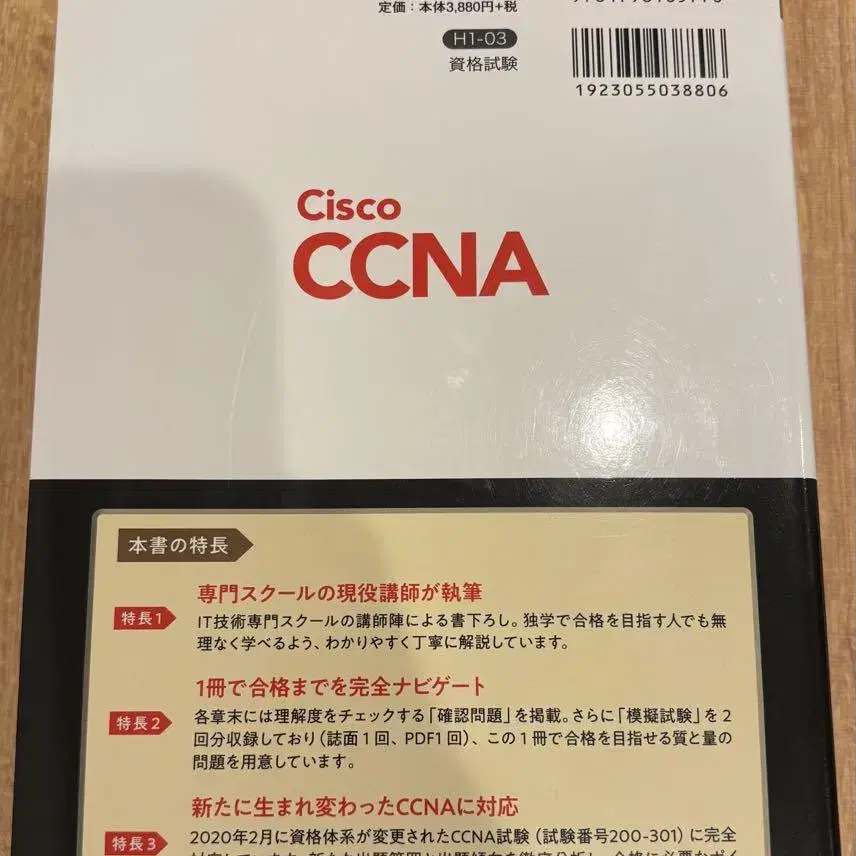 定価：本体3,880円+税
H1-03
資格試験
1923055038806
Cisco
CCNA
本書の特長
特長1
専門スクールの現役講師が執筆
IT技術専門スクールの講師陣による書下ろし。独学で合格を目指す人でも無
理なく学べるよう、わかりやすく丁寧に解説しています。
特長2
1冊で合格までを完全ナビゲート
各章末には理解度をチェックする「確認問題」を掲載。さらに「模擬試験」を2
回分収録しており（誌面1回、PDF1回）、この1冊で合格を目指せる質と量の
問題を用意しています。
特長3
新たに生まれ変わったCCNAに対応
2020年2月に資格体系が変更されたCCNA試験（試験番号200-301）に完全